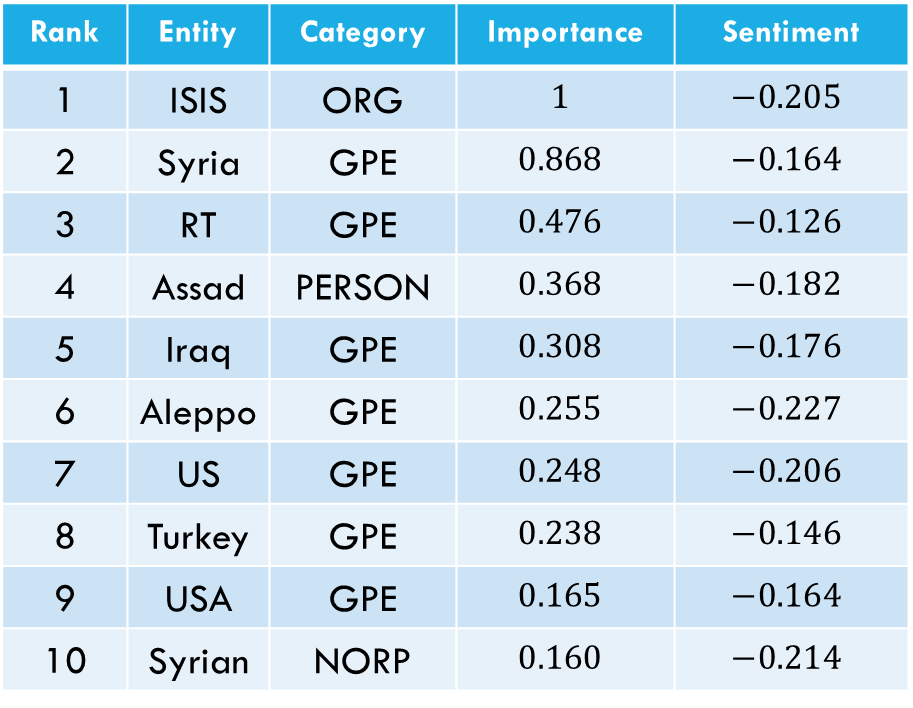 Rank Entity Category Importance Sentiment
1 ISIS ORG 1 −0.205
2 Syria GPE 0.868 −0.164
3 RT GPE 0.476 −0.126
4 Assad PERSON 0.368 −0.182
5 Iraq GPE 0.308 −0.176
6 Aleppo GPE 0.255 −0.227
7 US GPE 0.248 −0.206
8 Turkey GPE 0.238 −0.146
9 USA GPE 0.165 −0.164
10 Syrian NORP 0.160 −0.214